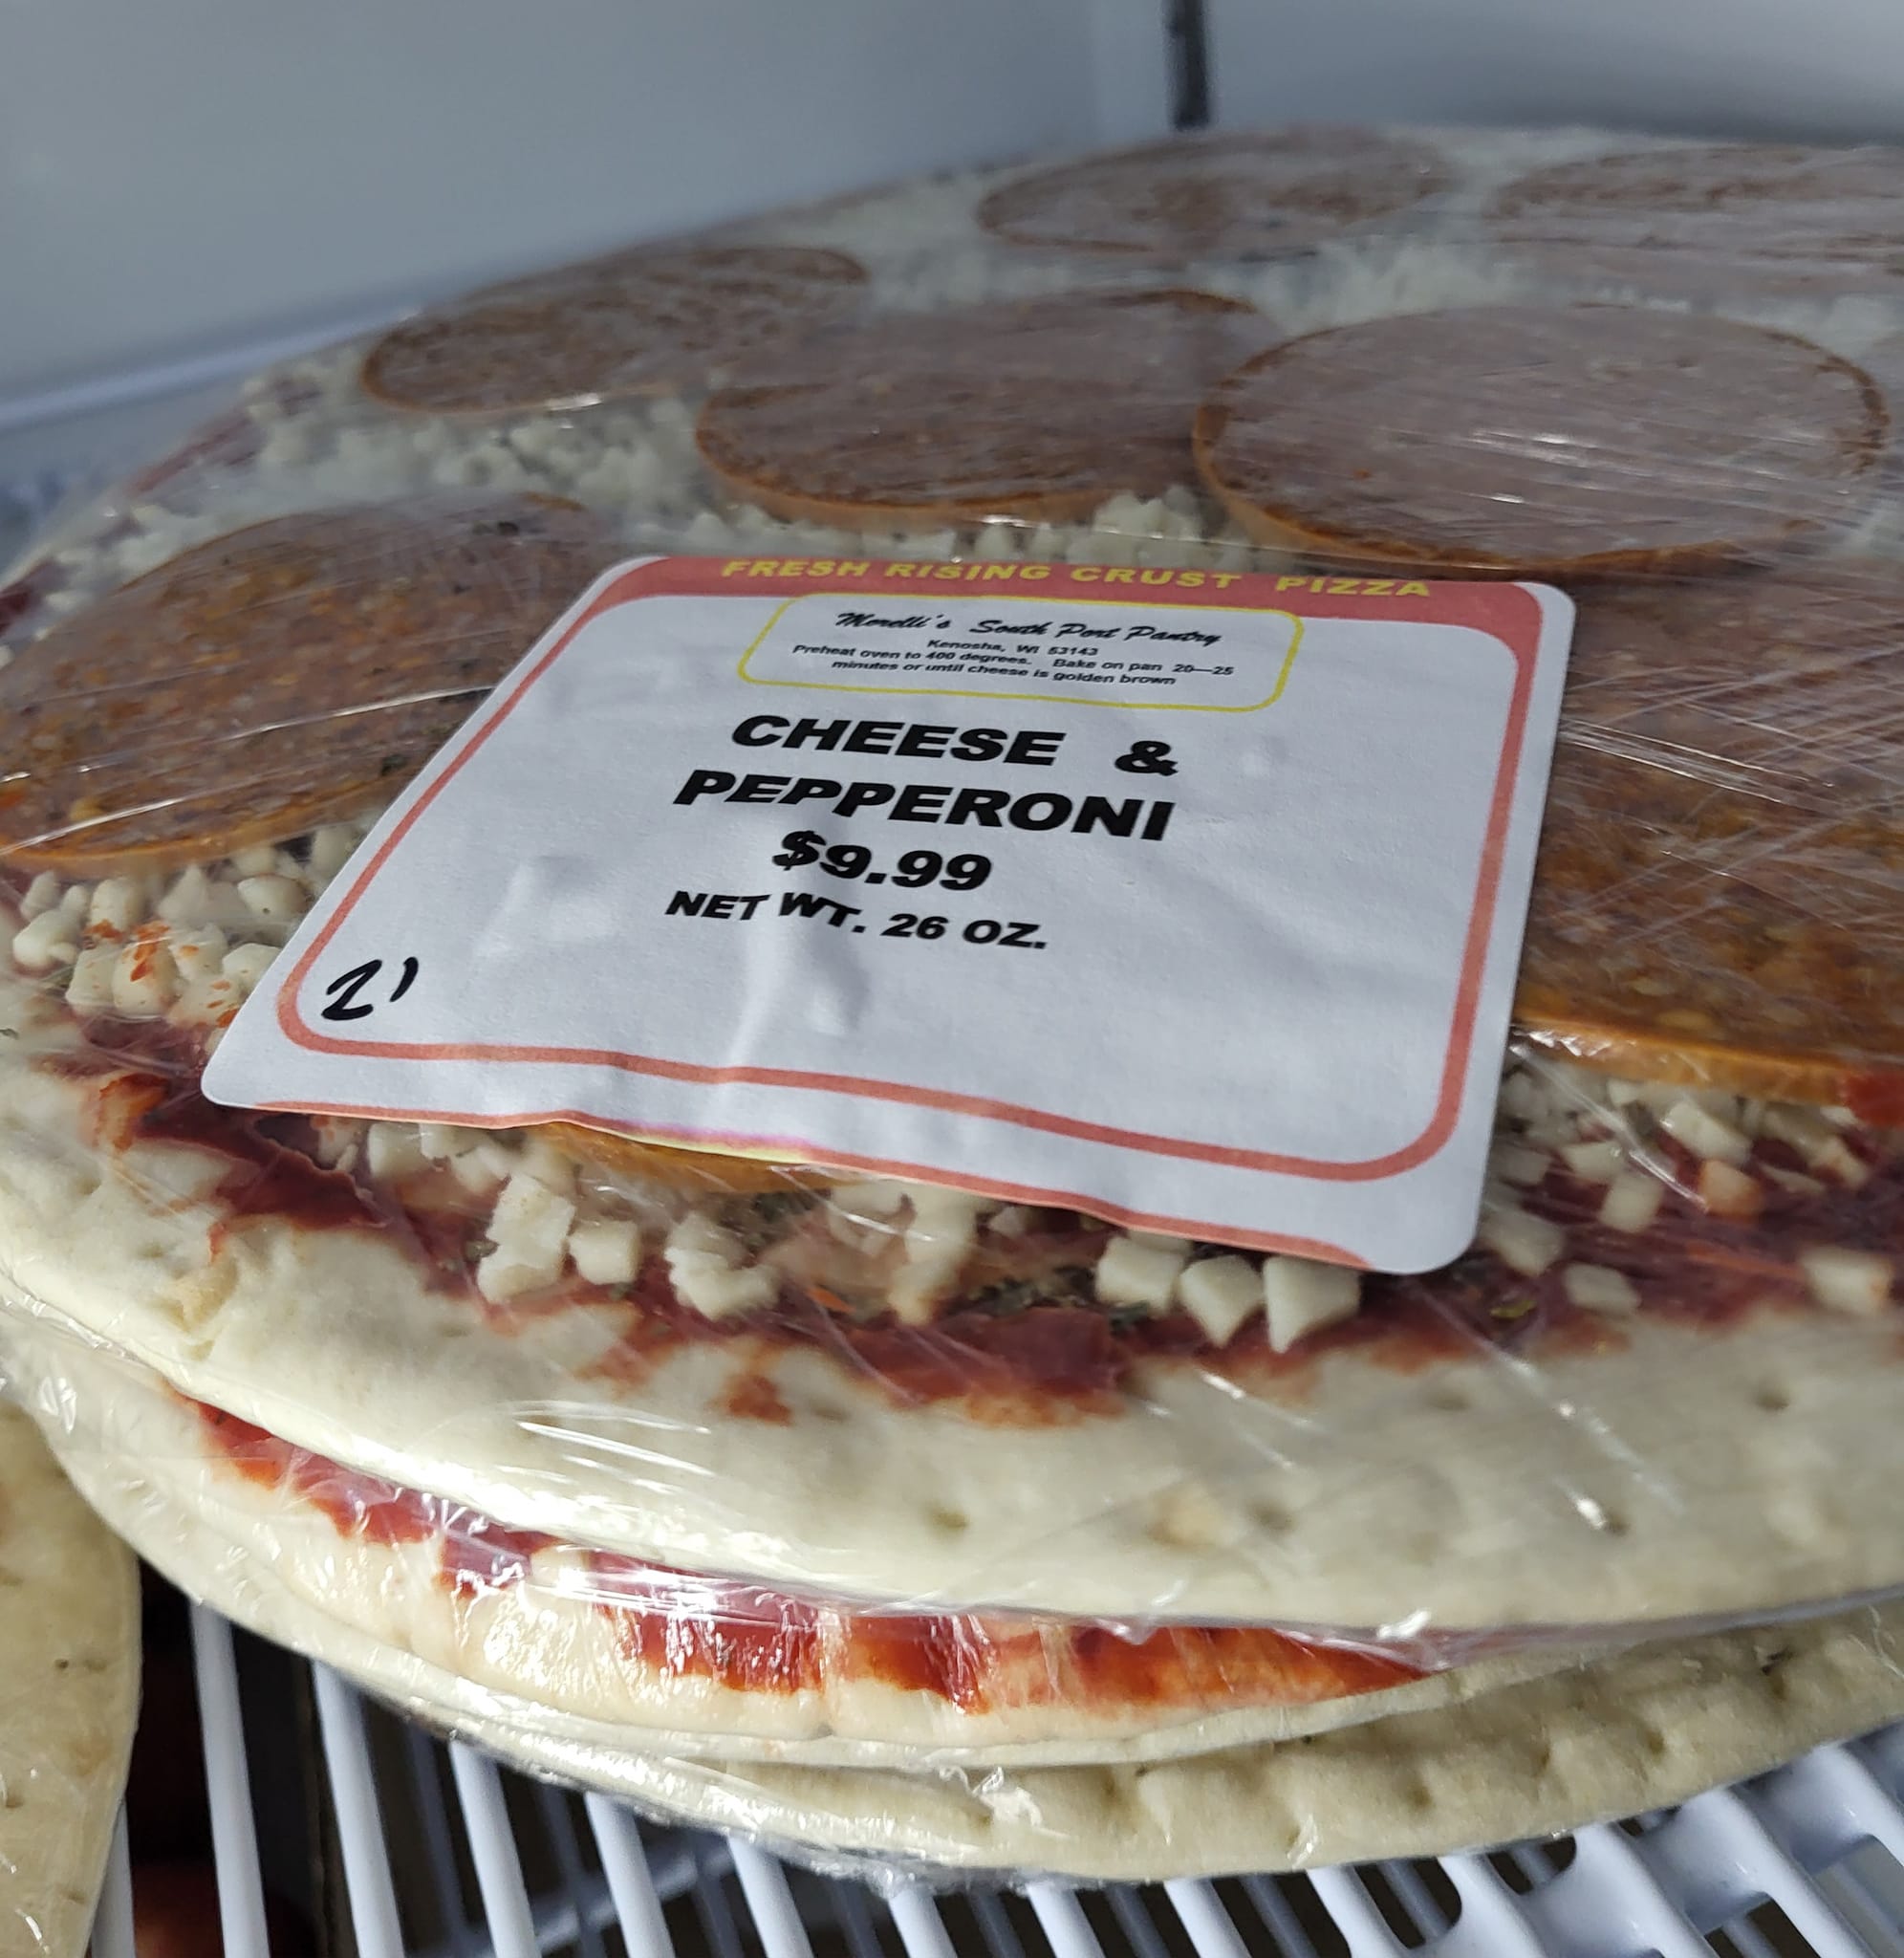 FRESH RISING CRUST PIZZA
Morelli's South Port Pantry
Kenosha, WI 53143
Preheat oven to 400 degrees. Bake on pan 20—25
minutes or until cheese is golden brown
CHEESE &
PEPPERONI
$9.99
NET WT. 26 OZ.
21